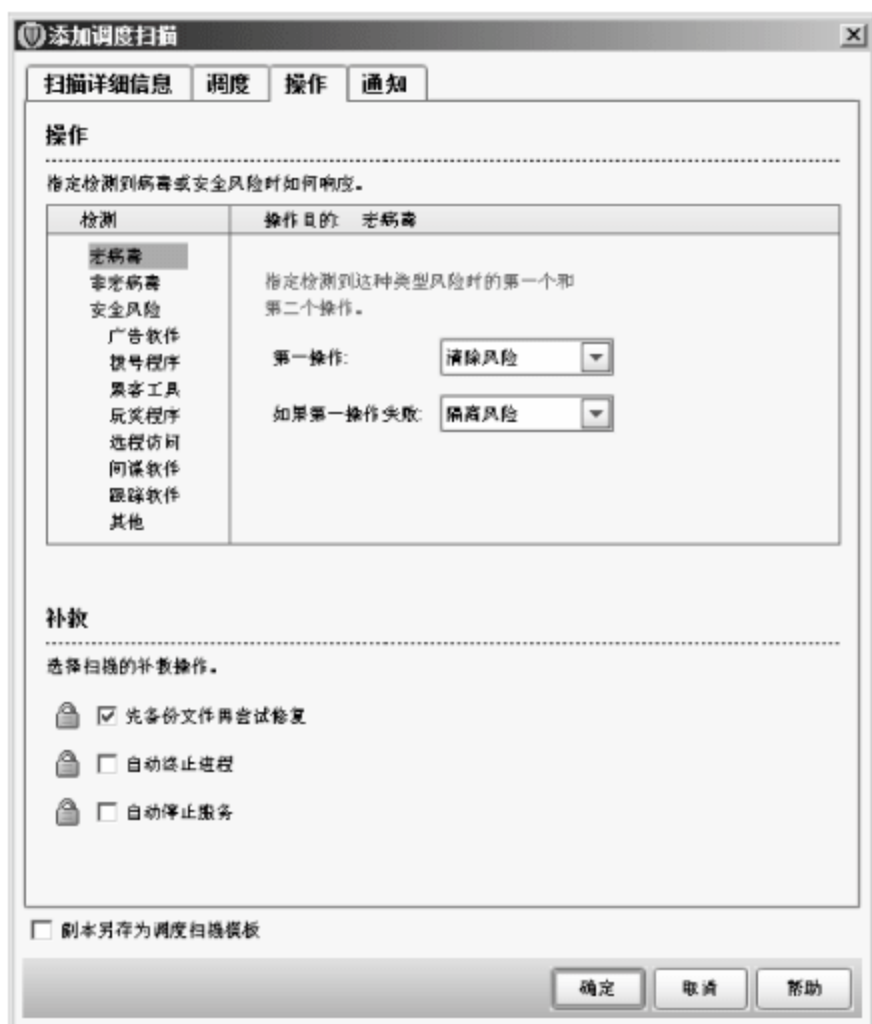 添加调度扫描
扫描详细信息 调度 操作 通知
操作
指定检测到病毒或安全风险时如何响应。
检测 操作目的: 宏病毒
宏病毒
非宏病毒
安全风险
广告软件
拨号程序
黑客工具
玩笑程序
远程访问
间谍软件
跟踪软件
其他
指定检测到这种类型风险时的第一个和
第二个操作。
第一操作: 清除风险
如果第一操作失败: 隔离风险
补救
选择扫描的补救操作。
先备份文件再尝试修复
自动终止进程
自动停止服务
副本另存为调度扫描模板
确定 取消 帮助